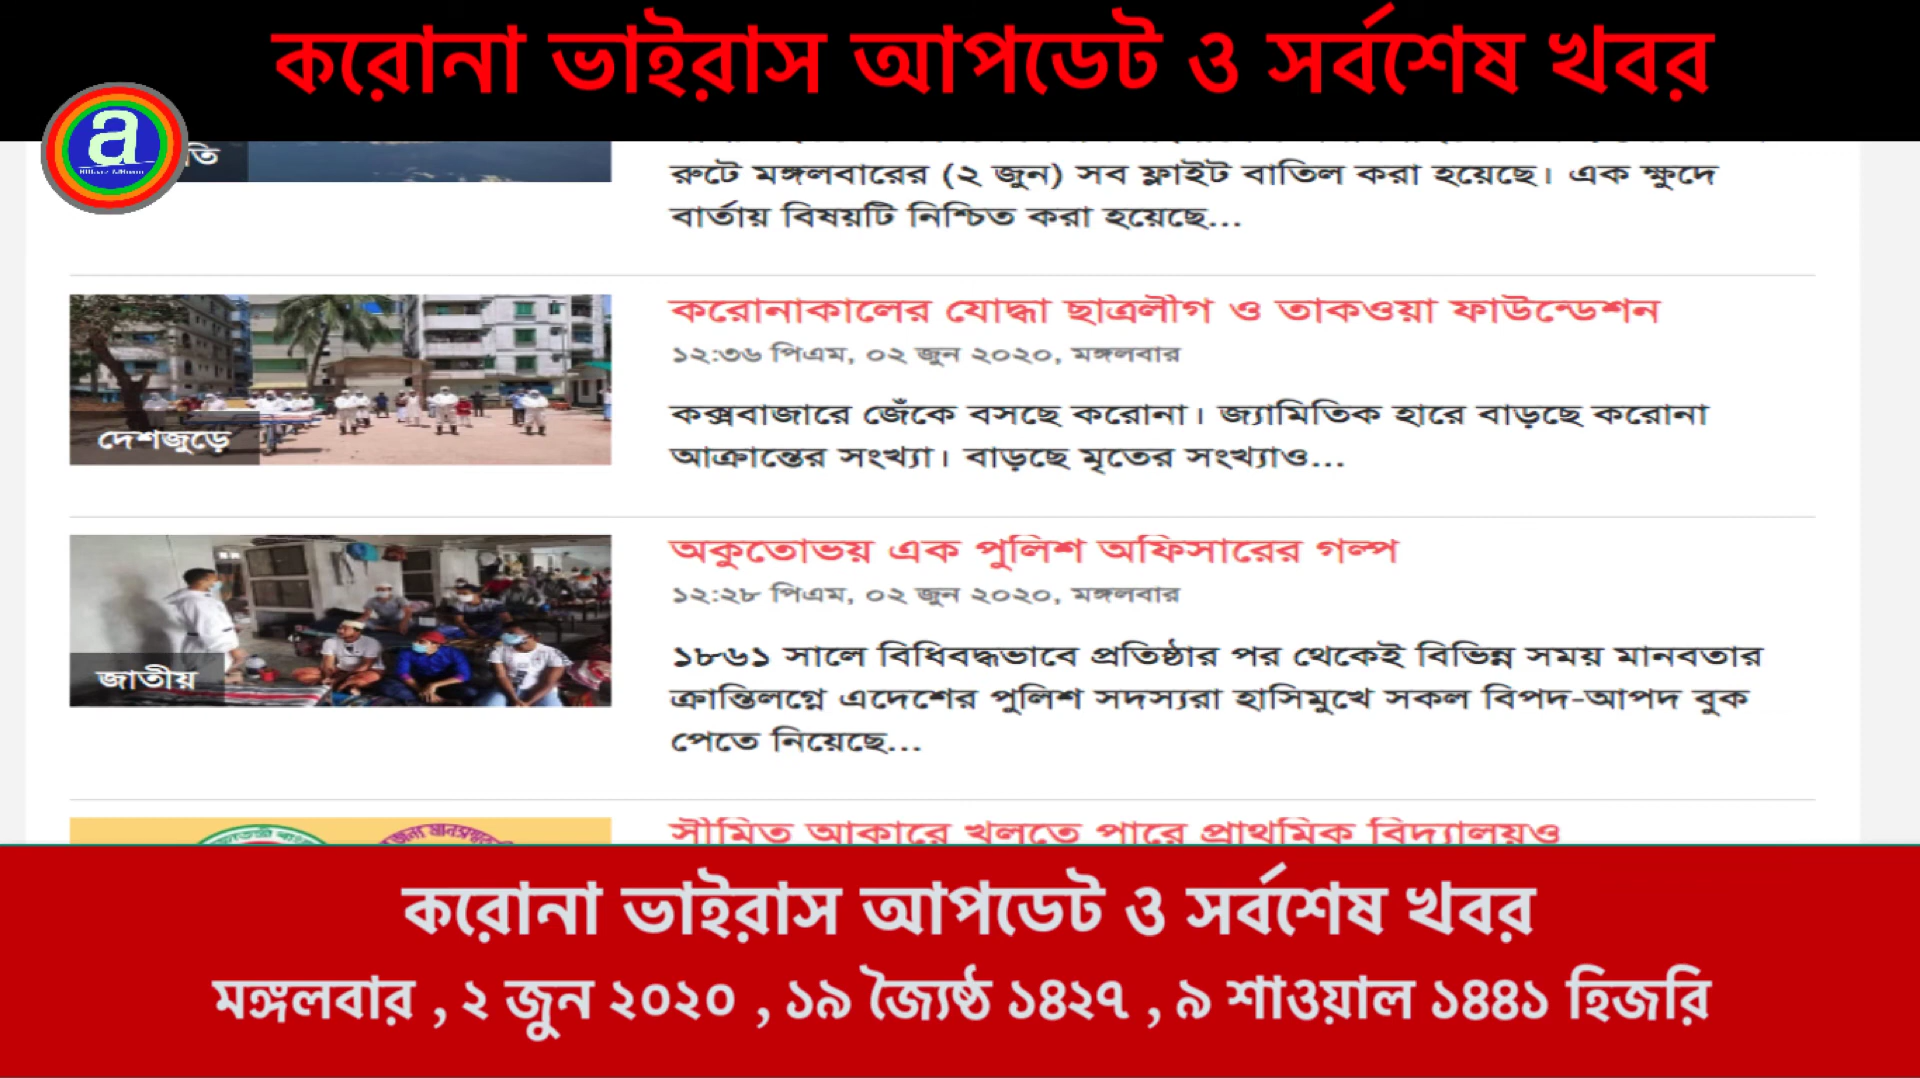 করোনা ভাইরাস আপডেট ও সর্বশেষ খবর
a
তি
রুটে মঙ্গলবারের (২ জুন) সব ফ্লাইট বাতিল করা হয়েছে। এক ক্ষুদে
বার্তায় বিষয়টি নিশ্চিত করা হয়েছে...
করোনাকালের যোদ্ধা ছাত্রলীগ ও তাকওয়া ফাউন্ডেশন
১২:৩৬ পিএম, ০২ জুন ২০২০, মঙ্গলবার
কক্সবাজারে জেঁকে বসছে করোনা। জ্যামিতিক হারে বাড়ছে করোনা
আক্রান্তের সংখ্যা। বাড়ছে মৃতের সংখ্যাও...
দেশজুড়ে
অকুতোভয় এক পুলিশ অফিসারের গল্প
১২:২৮ পিএম, ০২ জুন ২০২০, মঙ্গলবার
১৮৬১ সালে বিধিবদ্ধভাবে প্রতিষ্ঠার পর থেকেই বিভিন্ন সময় মানবতার
ক্রান্তিলগ্নে এদেশের পুলিশ সদস্যরা হাসিমুখে সকল বিপদ-আপদ বুক
পেতে নিয়েছে...
জাতীয়
সীমিত আকারে খুলতে পারে প্রাথমিক বিদ্যালয়ও
করোনা ভাইরাস আপডেট ও সর্বশেষ খবর
মঙ্গলবার , ২ জুন ২০২০ , ১৯ জ্যৈষ্ঠ ১৪২৭ , ৯ শাওয়াল ১৪৪১ হিজরি